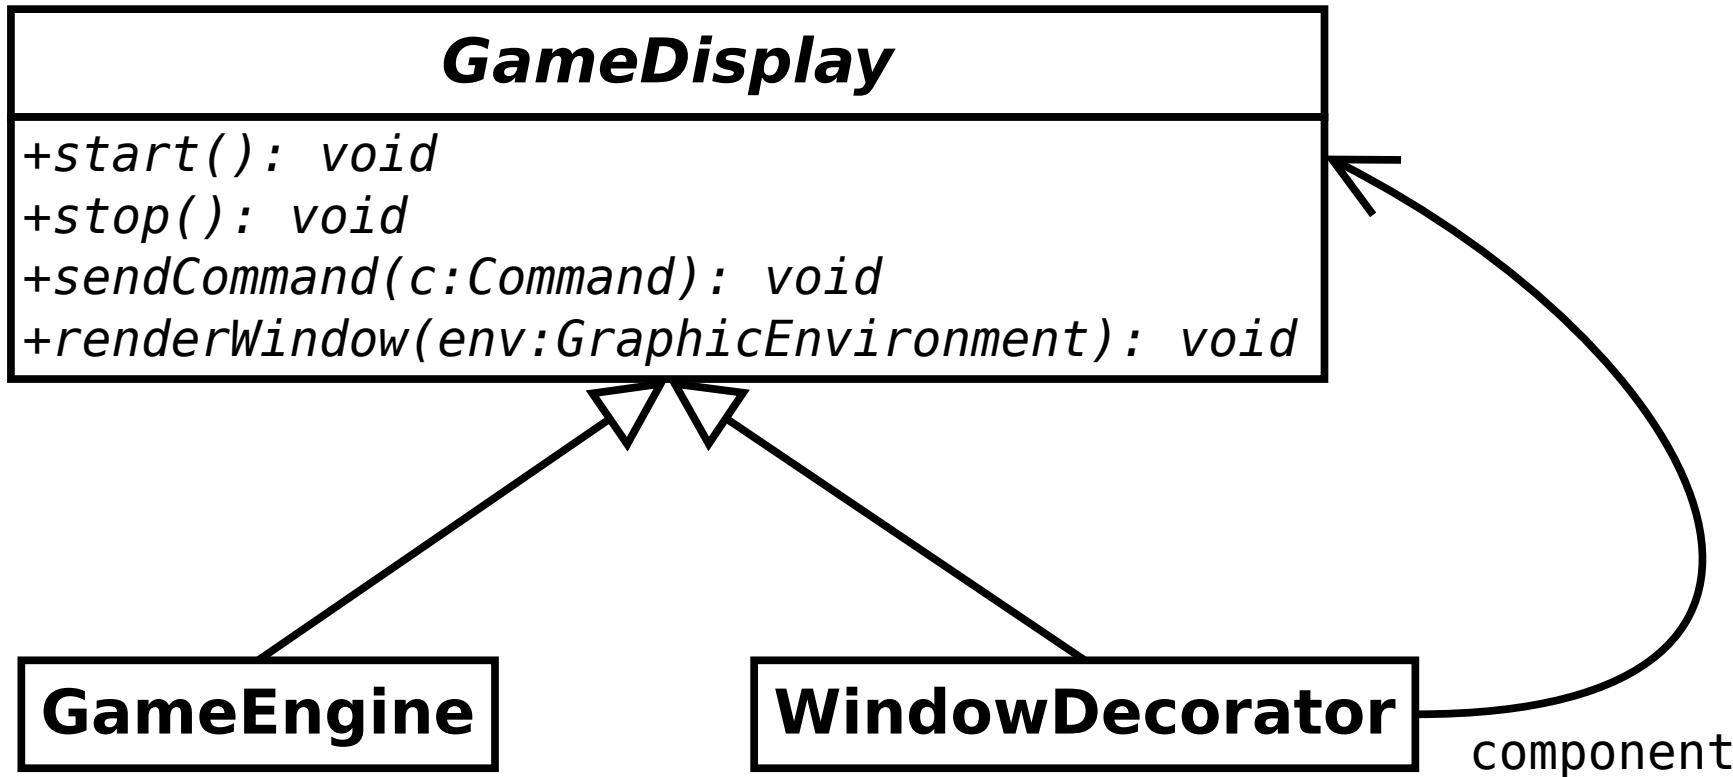 GameDisplay
+start(): void
+stop(): void
+sendCommand(c:Command): void
+renderWindow(env:GraphicEnvironment): void
GameEngine
WindowDecorator
component